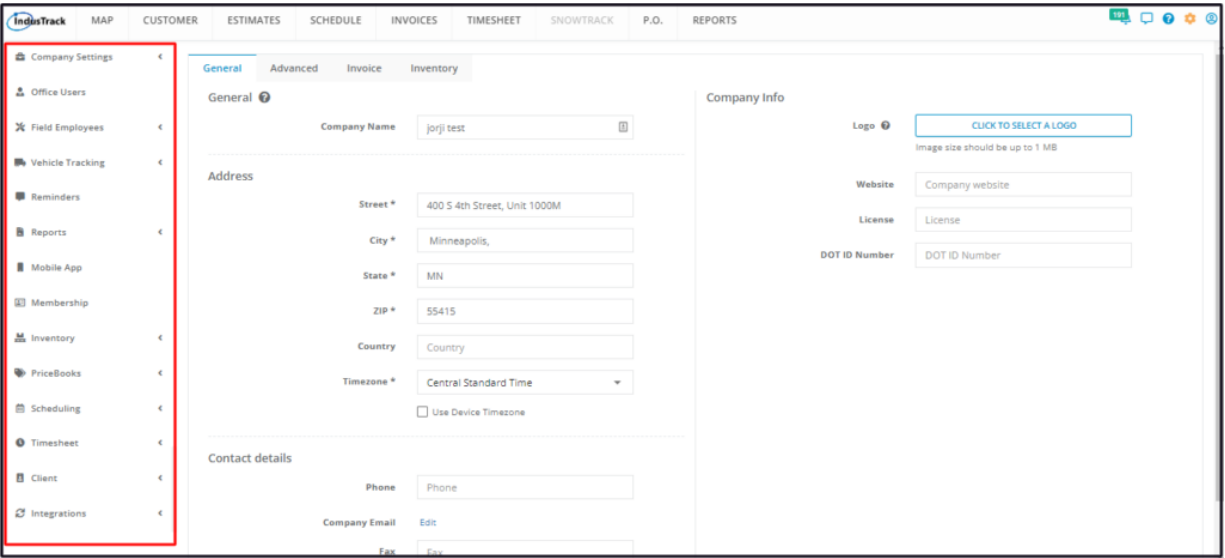 IndusTrack MAP CUSTOMER ESTIMATES SCHEDULE INVOICES TIMESHEET SNOWTRACK P.O. REPORTS 191
Company Settings
Office Users
Field Employees
Vehicle Tracking
Reminders
Reports
Mobile App
Membership
Inventory
PriceBooks
Scheduling
Timesheet
Client
Integrations
General Advanced Invoice Inventory
General
Company Name jorji test
Address
Street * 400 S 4th Street, Unit 1000M
City * Minneapolis,
State * MN
ZIP * 55415
Country Country
Timezone * Central Standard Time
Use Device Timezone
Contact details
Phone Phone
Company Email Edit
Fax Fax
Company Info
Logo CLICK TO SELECT A LOGO
Image size should be up to 1 MB
Website Company website
License License
DOT ID Number DOT ID Number